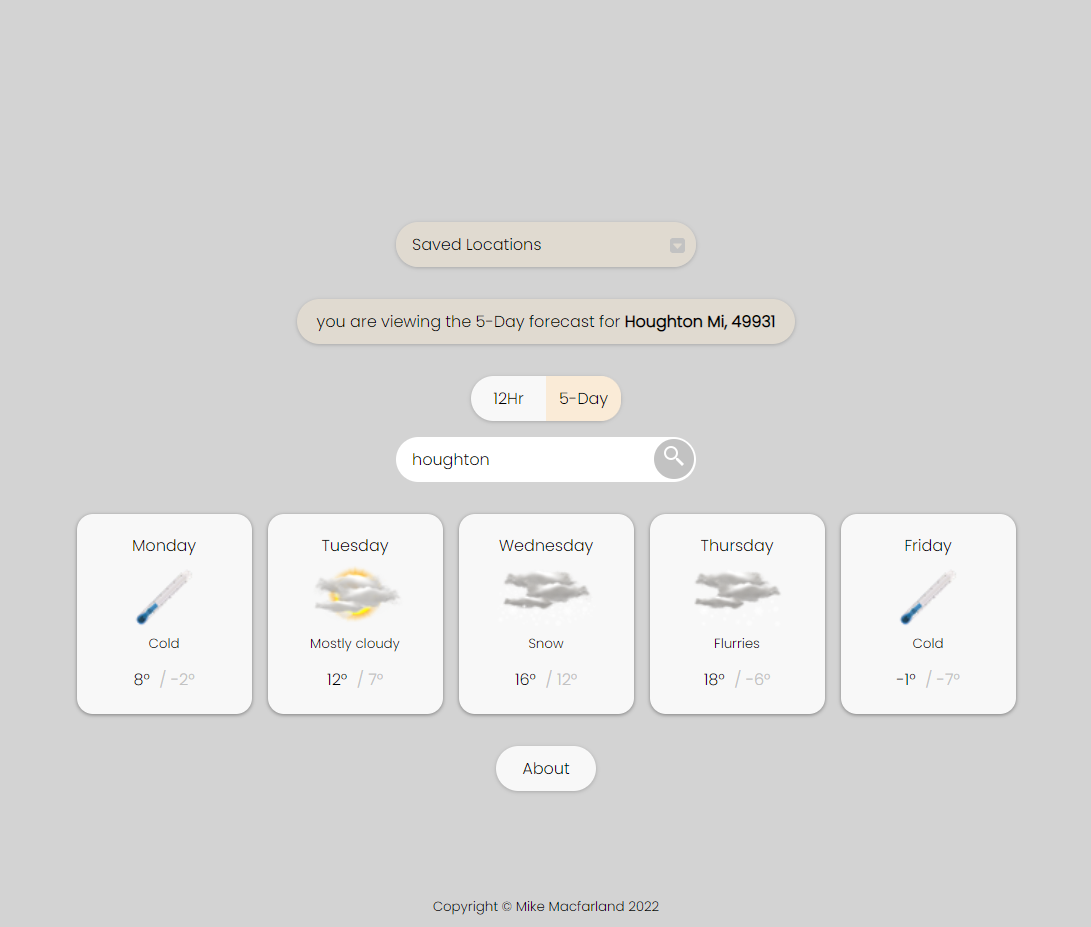 Saved Locations
you are viewing the 5-Day forecast for Houghton Mi, 49931
12Hr 5-Day
houghton
Monday
Cold
8° / -2°
Tuesday
Mostly cloudy
12° / 7°
Wednesday
Snow
16° / 12°
Thursday
Flurries
18° / -6°
Friday
Cold
-1° / -7°
About
Copyright © Mike Macfarland 2022